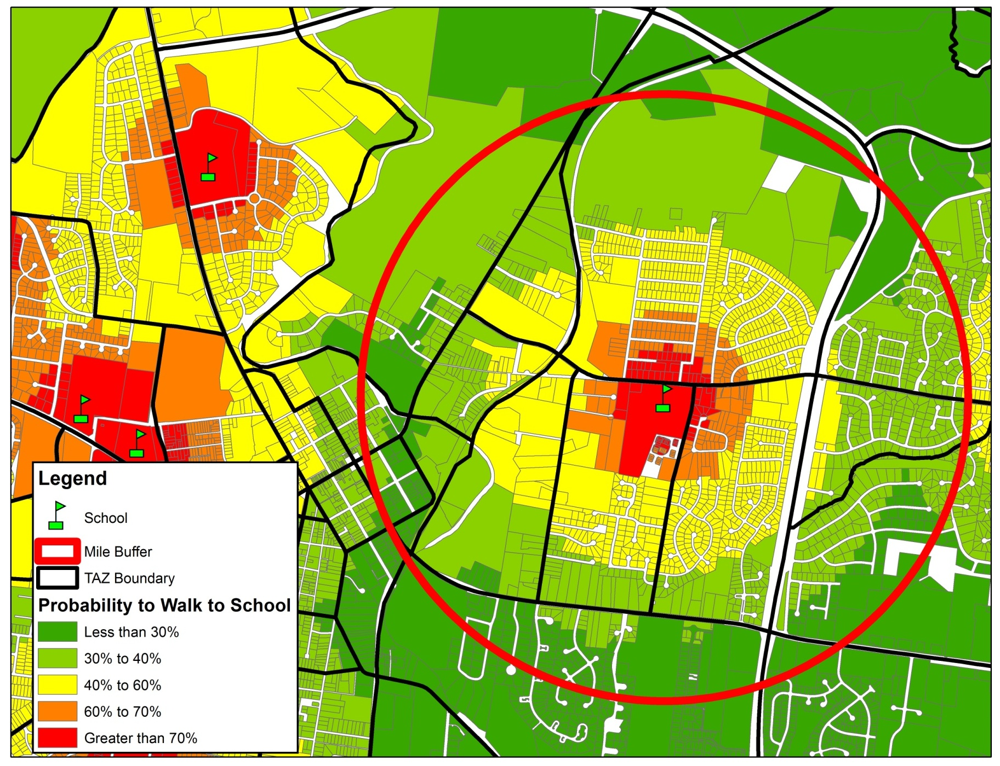 Legend
School
Mile Buffer
TAZ Boundary
Probability to Walk to School
Less than 30%
30% to 40%
40% to 60%
60% to 70%
Greater than 70%